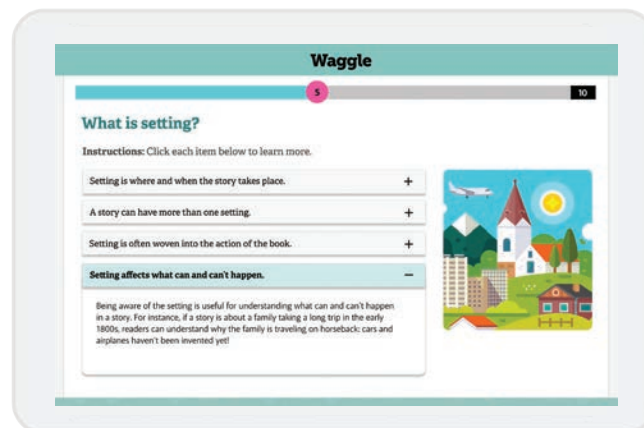 Waggle
5
10
What is setting?
Instructions: Click each item below to learn more.
Setting is where and when the story takes place. +
A story can have more than one setting. +
Setting is often woven into the action of the book. +
Setting affects what can and can't happen. −
Being aware of the setting is useful for understanding what can and can't happen
in a story. For instance, if a story is about a family taking a long trip in the early
1800s, readers can understand why the family is traveling on horseback: cars and
airplanes haven't been invented yet!